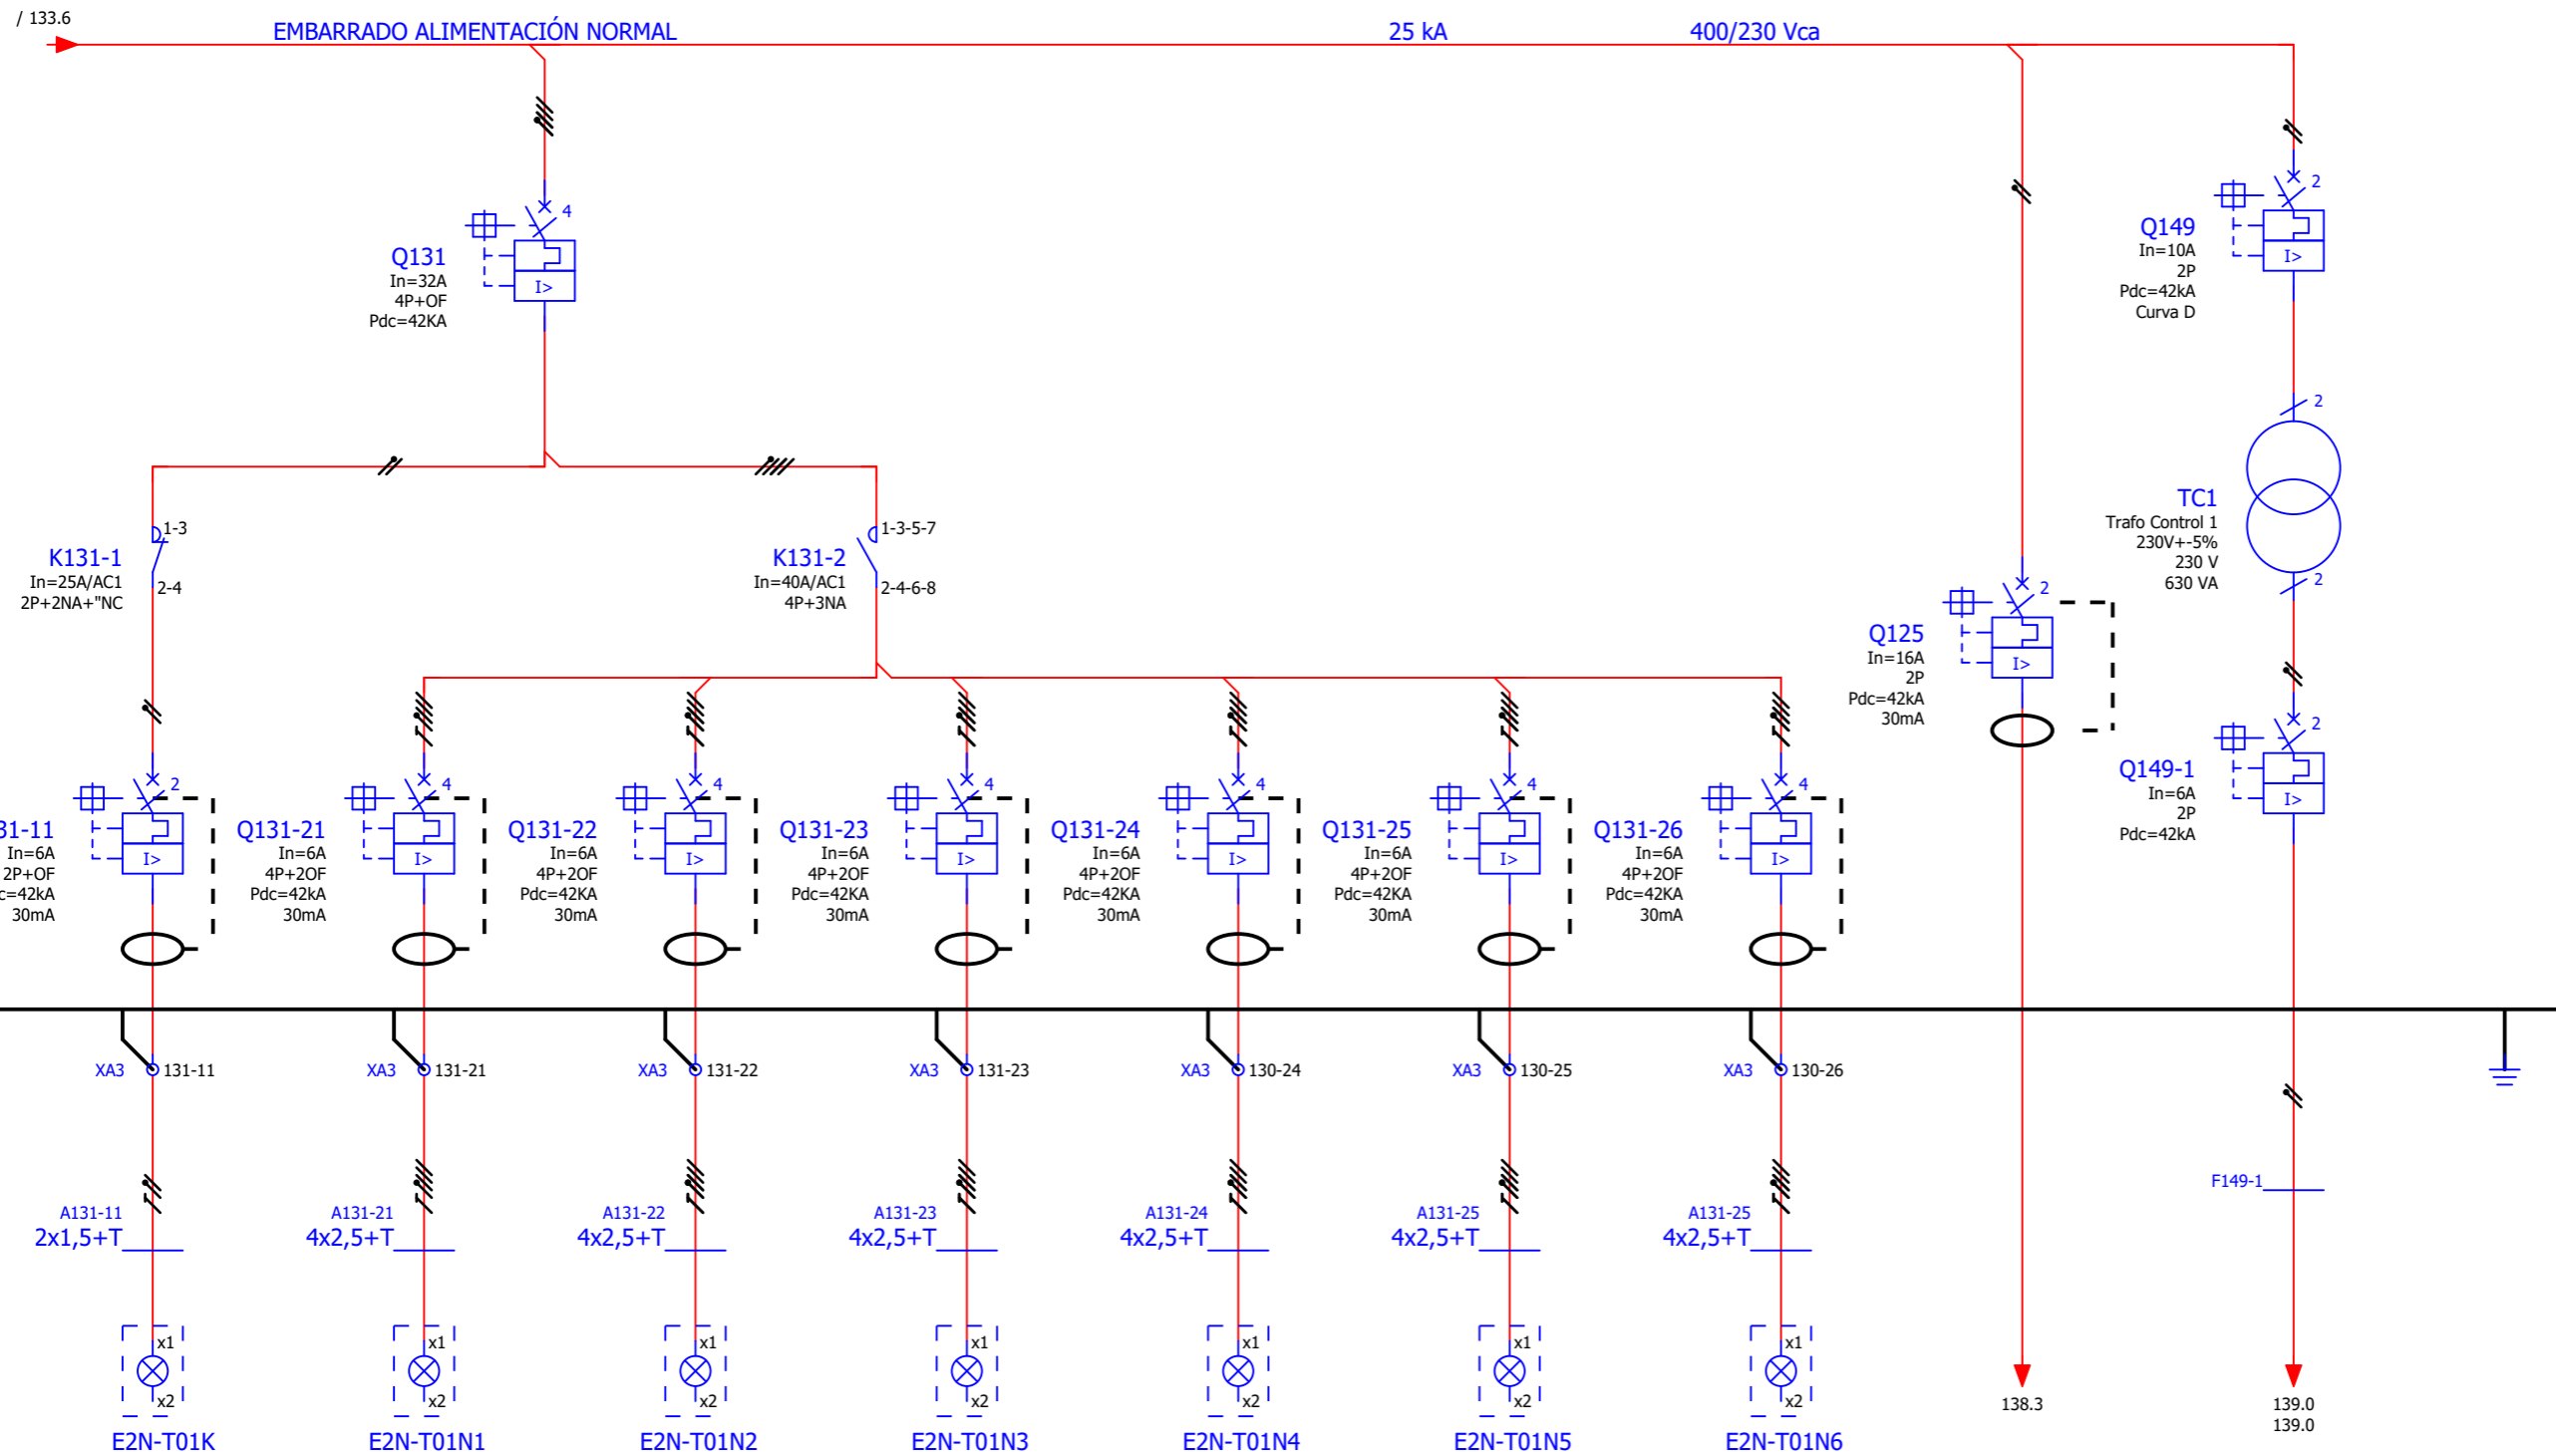 / 133.6
EMBARRADO ALIMENTACIÓN NORMAL
25 kA
400/230 Vca
4
Q131
In=32A
4P+OF
Pdc=42KA
I>
2
Q149
In=10A
2P
Pdc=42kA
Curva D
I>
2
TC1
Trafo Control 1
230V+-5%
230 V
630 VA
2
1-3
K131-1
In=25A/AC1
2P+2NA+"NC
2-4
1-3-5-7
K131-2
In=40A/AC1
4P+3NA
2-4-6-8
2
Q125
In=16A
2P
Pdc=42kA
30mA
I>
2
Q149-1
In=6A
2P
Pdc=42kA
I>
2
31-11
In=6A
2P+OF
c=42kA
30mA
I>
4
Q131-21
In=6A
4P+2OF
Pdc=42kA
30mA
I>
4
Q131-22
In=6A
4P+2OF
Pdc=42KA
30mA
I>
4
Q131-23
In=6A
4P+2OF
Pdc=42KA
30mA
I>
4
Q131-24
In=6A
4P+2OF
Pdc=42KA
30mA
I>
4
Q131-25
In=6A
4P+2OF
Pdc=42KA
30mA
I>
4
Q131-26
In=6A
4P+2OF
Pdc=42KA
30mA
I>
XA3 131-11
XA3 131-21
XA3 131-22
XA3 131-23
XA3 130-24
XA3 130-25
XA3 130-26
A131-11
2x1,5+T
A131-21
4x2,5+T
A131-22
4x2,5+T
A131-23
4x2,5+T
A131-24
4x2,5+T
A131-25
4x2,5+T
A131-25
4x2,5+T
F149-1
x1
x2
E2N-T01K
x1
x2
E2N-T01N1
x1
x2
E2N-T01N2
x1
x2
E2N-T01N3
x1
x2
E2N-T01N4
x1
x2
E2N-T01N5
x1
x2
E2N-T01N6
138.3
139.0
139.0